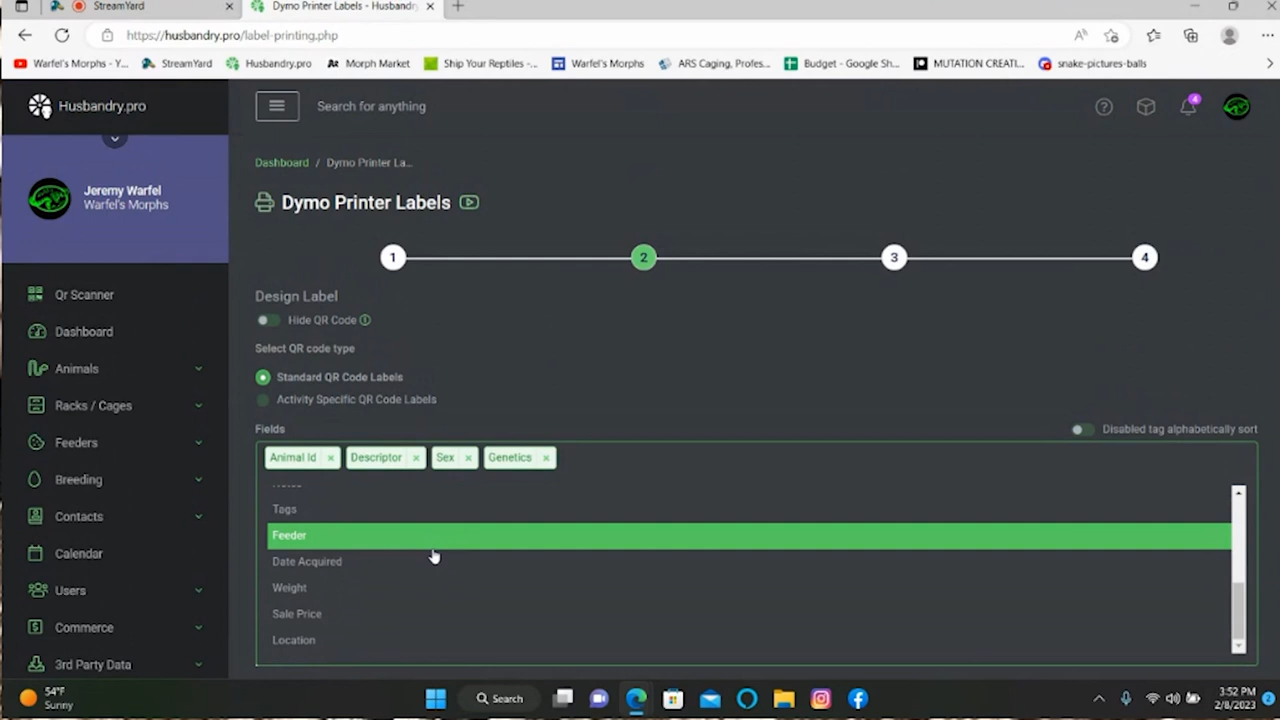 StreamYard
Dymo Printer Labels - Husbandry
https://husbandry.pro/label-printing.php
Warfel's Morphs - Y...
StreamYard
Husbandry.pro
Morph Market
Ship Your Reptiles -...
Warfel's Morphs
ARS Caging, Profes...
Budget - Google Sh...
MUTATION CREATI...
snake-pictures-balls
Husbandry.pro
Search for anything
4
Jeremy Warfel
Warfel's Morphs
Dashboard / Dymo Printer La...
Dymo Printer Labels
1 2 3 4
Design Label
Hide QR Code
Select QR code type
Standard QR Code Labels
Activity Specific QR Code Labels
Fields
Disabled tag alphabetically sort
Animal Id × Descriptor × Sex × Genetics ×
Tags
Feeder
Date Acquired
Weight
Sale Price
Location
Qr Scanner
Dashboard
Animals
Racks / Cages
Feeders
Breeding
Contacts
Calendar
Users
Commerce
3rd Party Data
54°F
Sunny
Search
3:52 PM
2/8/2023
2